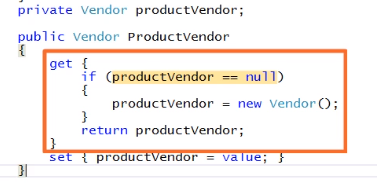 private Vendor productVendor;
public Vendor ProductVendor
{
get {
if (productVendor == null)
{
productVendor = new Vendor();
}
return productVendor;
}
set { productVendor = value; }
}